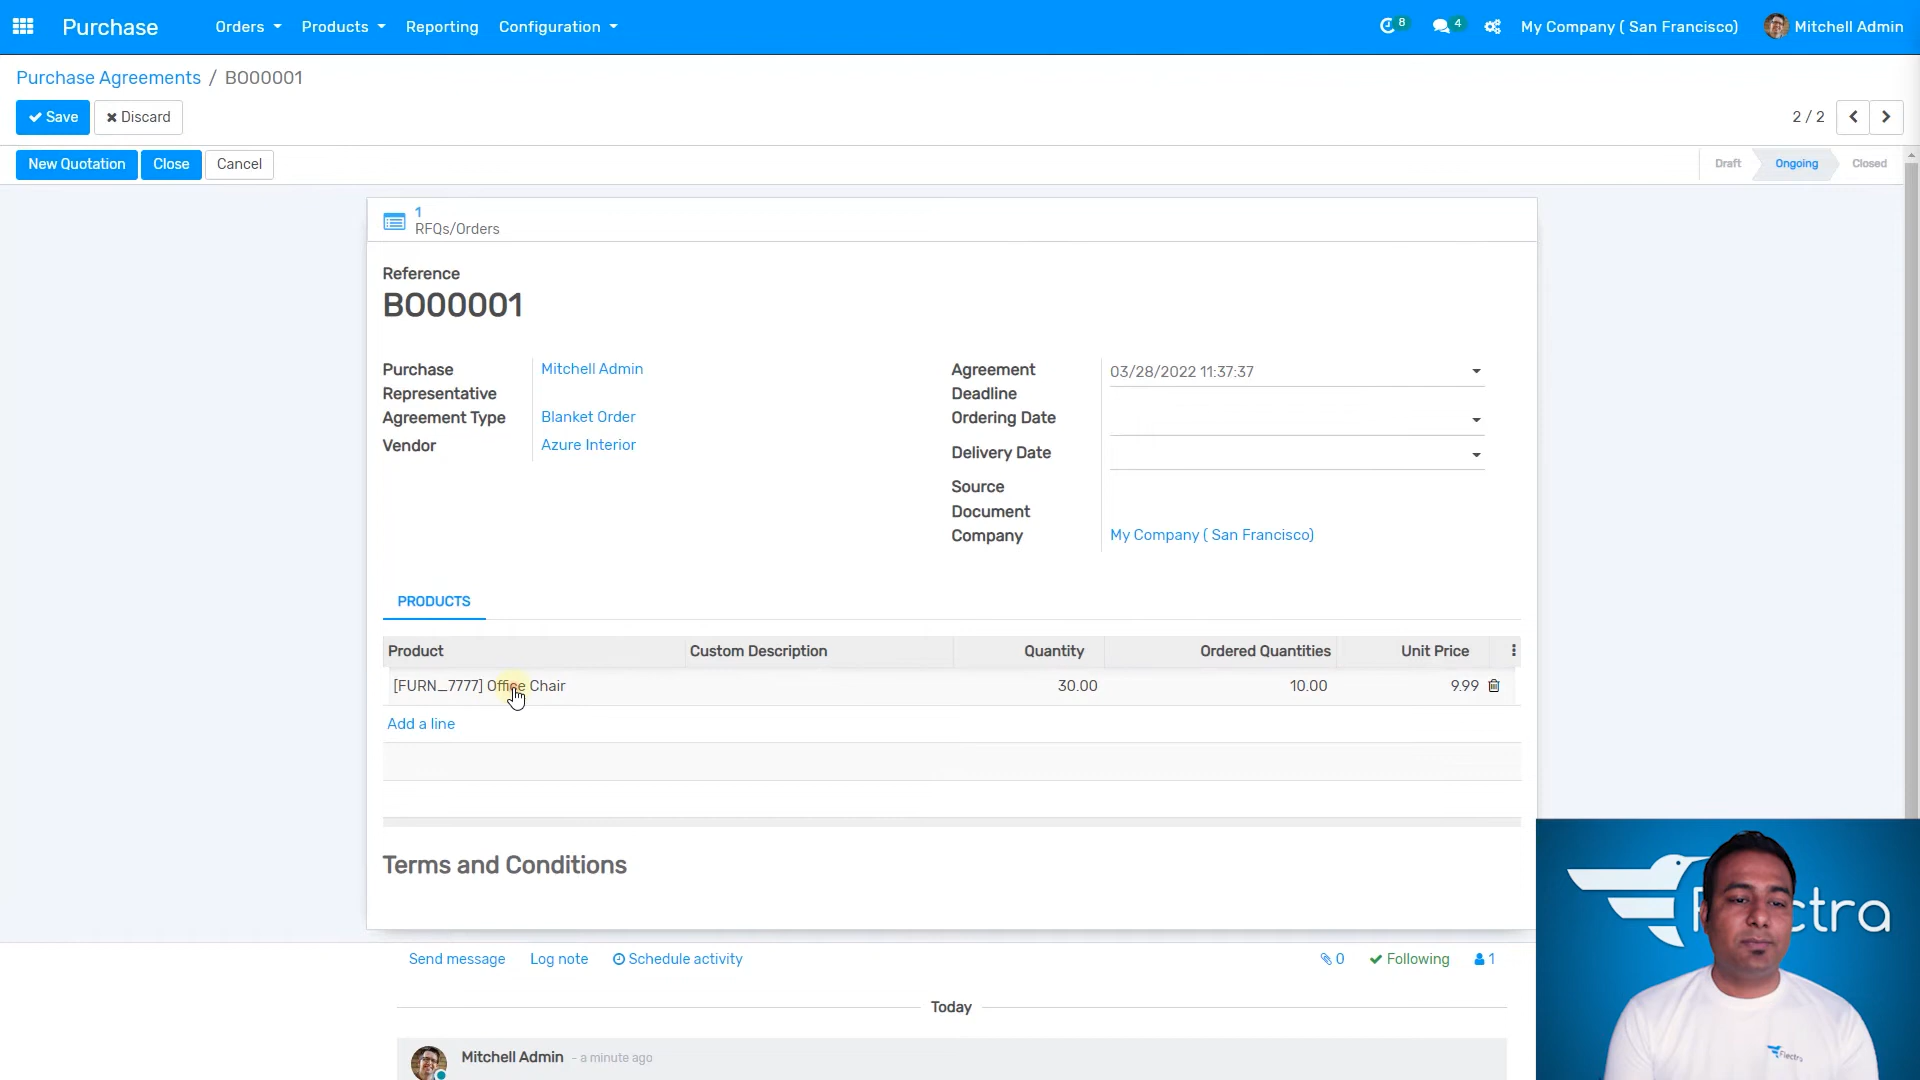 Purchase Orders Products Reporting Configuration 8 4 My Company ( San Francisco) Mitchell Admin
Purchase Agreements / BO00001
Save Discard 2 / 2
New Quotation Close Cancel Draft Ongoing Closed
1
RFQs/Orders
Reference
BO00001
Purchase Representative Mitchell Admin
Agreement Type Blanket Order
Vendor Azure Interior
Agreement Deadline 03/28/2022 11:37:37
Ordering Date
Delivery Date
Source Document
Company My Company ( San Francisco)
PRODUCTS
Product Custom Description Quantity Ordered Quantities Unit Price
[FURN_7777] Office Chair 30.00 10.00 9.99
Add a line
Terms and Conditions
Send message Log note Schedule activity 0 Following 1
Today
Mitchell Admin - a minute ago
Flectra